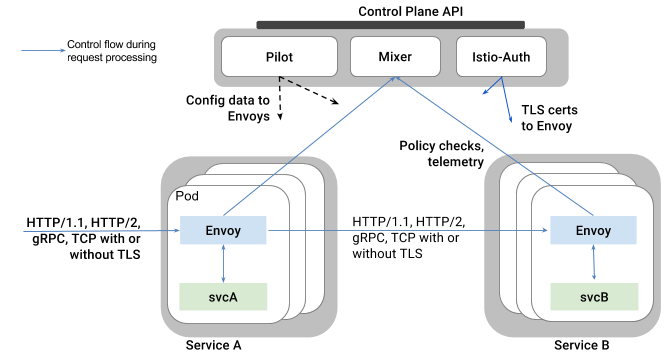 Control Plane API
Control flow during
request processing
Pilot
Mixer
Istio-Auth
Config data to
Envoys
TLS certs
to Envoy
Policy checks,
telemetry
Pod
HTTP/1.1, HTTP/2,
gRPC, TCP with or
without TLS
Envoy
HTTP/1.1, HTTP/2,
gRPC, TCP with or
without TLS
Envoy
svcA
svcB
Service A
Service B